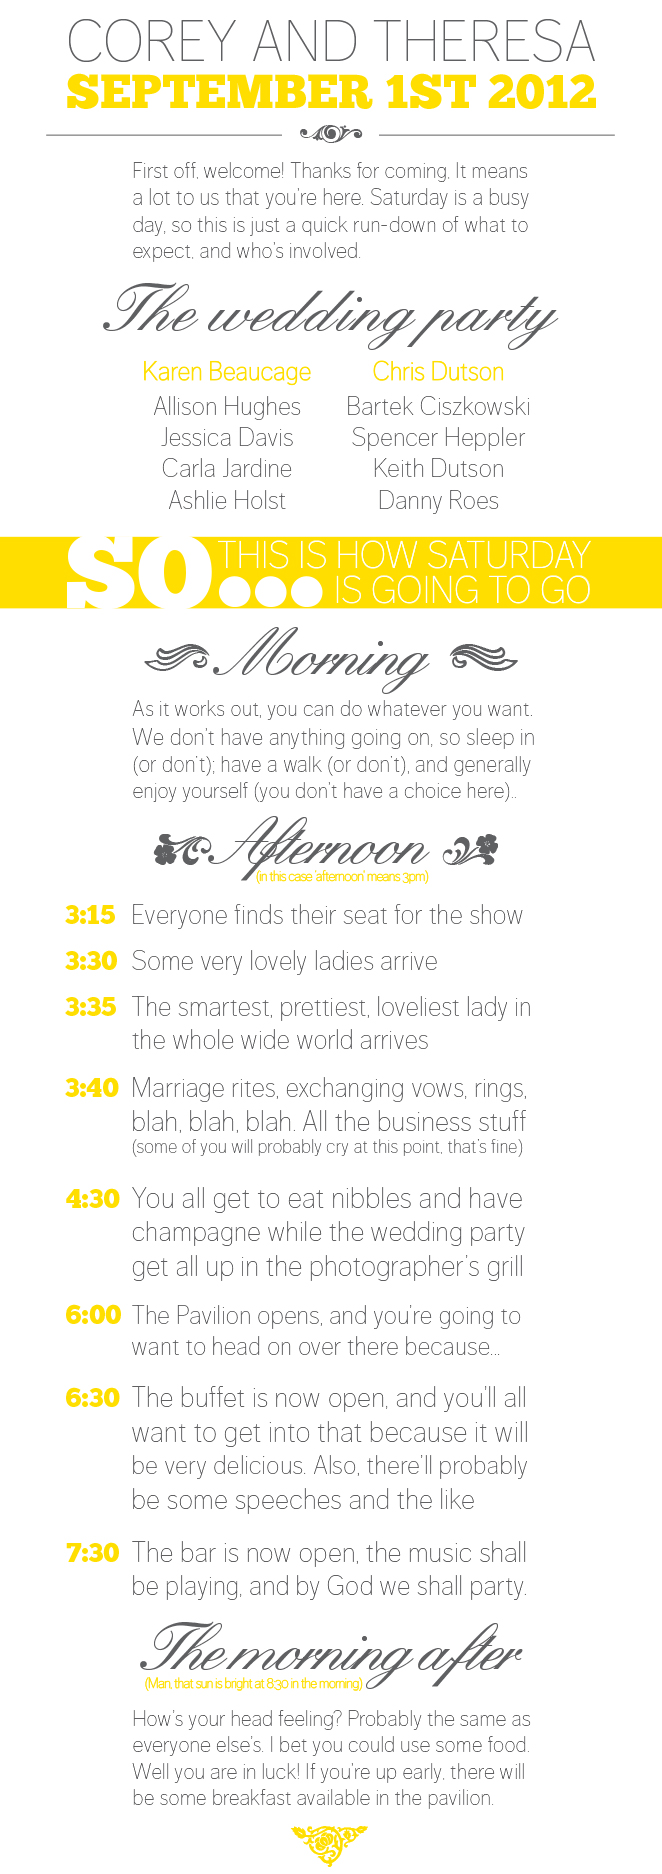 COREY AND THERESA
SEPTEMBER 1ST 2012
First off, welcome! Thanks for coming. It means
a lot to us that you're here. Saturday is a busy
day, so this is just a quick run-down of what to
expect, and who's involved.
The wedding party
Karen Beaucage
Allison Hughes
Jessica Davis
Carla Jardine
Ashlie Holst
Chris Dutson
Bartek Ciszkowski
Spencer Heppler
Keith Dutson
Danny Roes
SO... THIS IS HOW SATURDAY
IS GOING TO GO
Morning
As it works out, you can do whatever you want.
We don't have anything going on, so sleep in
(or don't); have a walk (or don't), and generally
enjoy yourself (you don't have a choice here)..
Afternoon
(in this case 'afternoon' means 3pm)
3:15 Everyone finds their seat for the show
3:30 Some very lovely ladies arrive
3:35 The smartest, prettiest, loveliest lady in
the whole wide world arrives
3:40 Marriage rites, exchanging vows, rings,
blah, blah, blah. All the business stuff
(some of you will probably cry at this point, that's fine)
4:30 You all get to eat nibbles and have
champagne while the wedding party
get all up in the photographer's grill
6:00 The Pavilion opens, and you're going to
want to head on over there because...
6:30 The buffet is now open, and you'll all
want to get into that because it will
be very delicious. Also, there'll probably
be some speeches and the like
7:30 The bar is now open, the music shall
be playing, and by God we shall party.
The morning after
(Man, that sun is bright at 8:30 in the morning)
How's your head feeling? Probably the same as
everyone else's. I bet you could use some food.
Well you are in luck! If you're up early, there will
be some breakfast available in the pavilion.